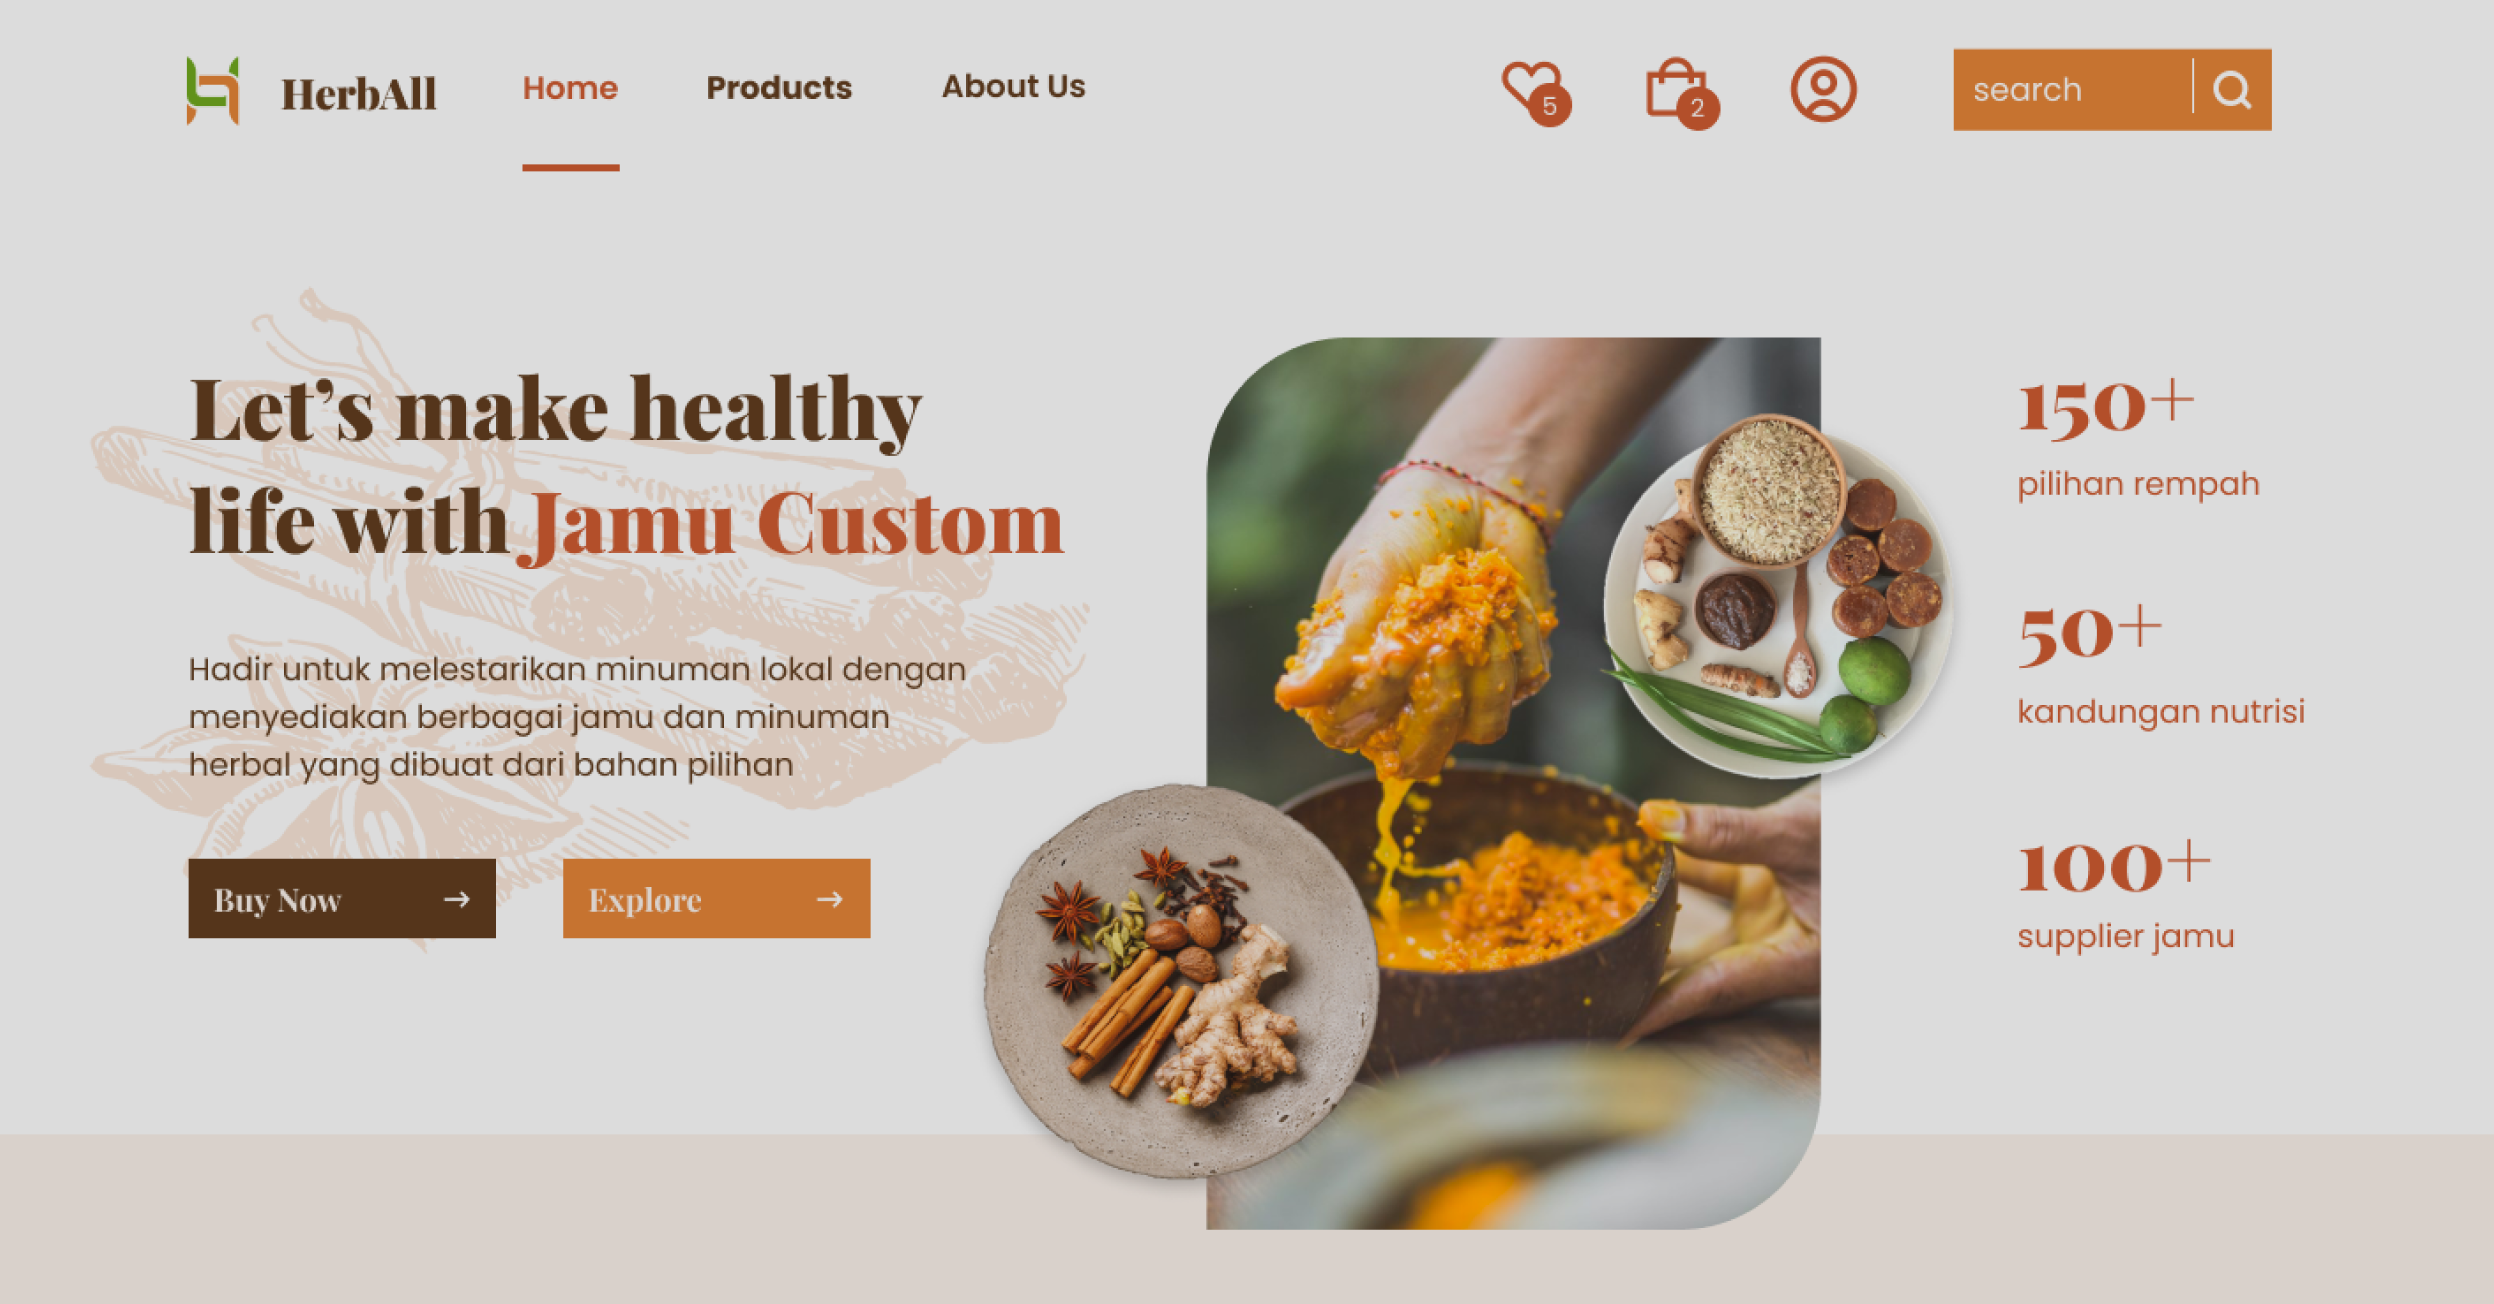 HerbAll
Home
Products
About Us
5
2
search
Let’s make healthy
life with Jamu Custom
Hadir untuk melestarikan minuman lokal dengan
menyediakan berbagai jamu dan minuman
herbal yang dibuat dari bahan pilihan
Buy Now →
Explore →
150+
pilihan rempah
50+
kandungan nutrisi
100+
supplier jamu